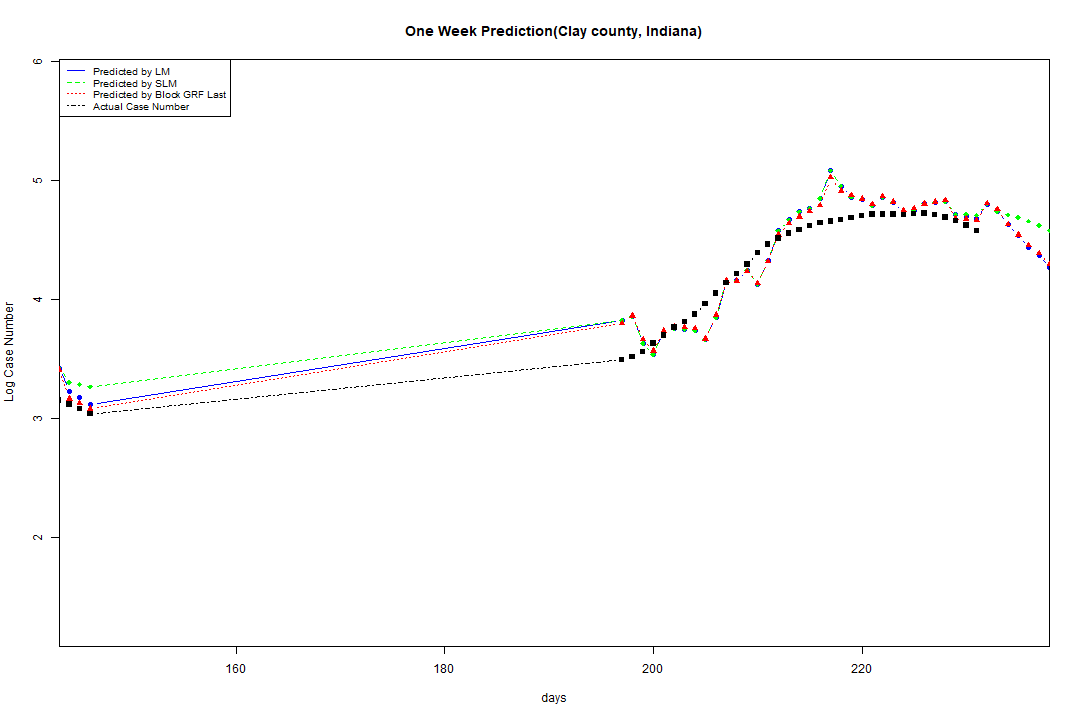 One Week Prediction(Clay county, Indiana)
Predicted by LM
Predicted by SLM
Predicted by Block GRF Last
Actual Case Number
6
5
4
3
2
Log Case Number
160
180
200
220
days